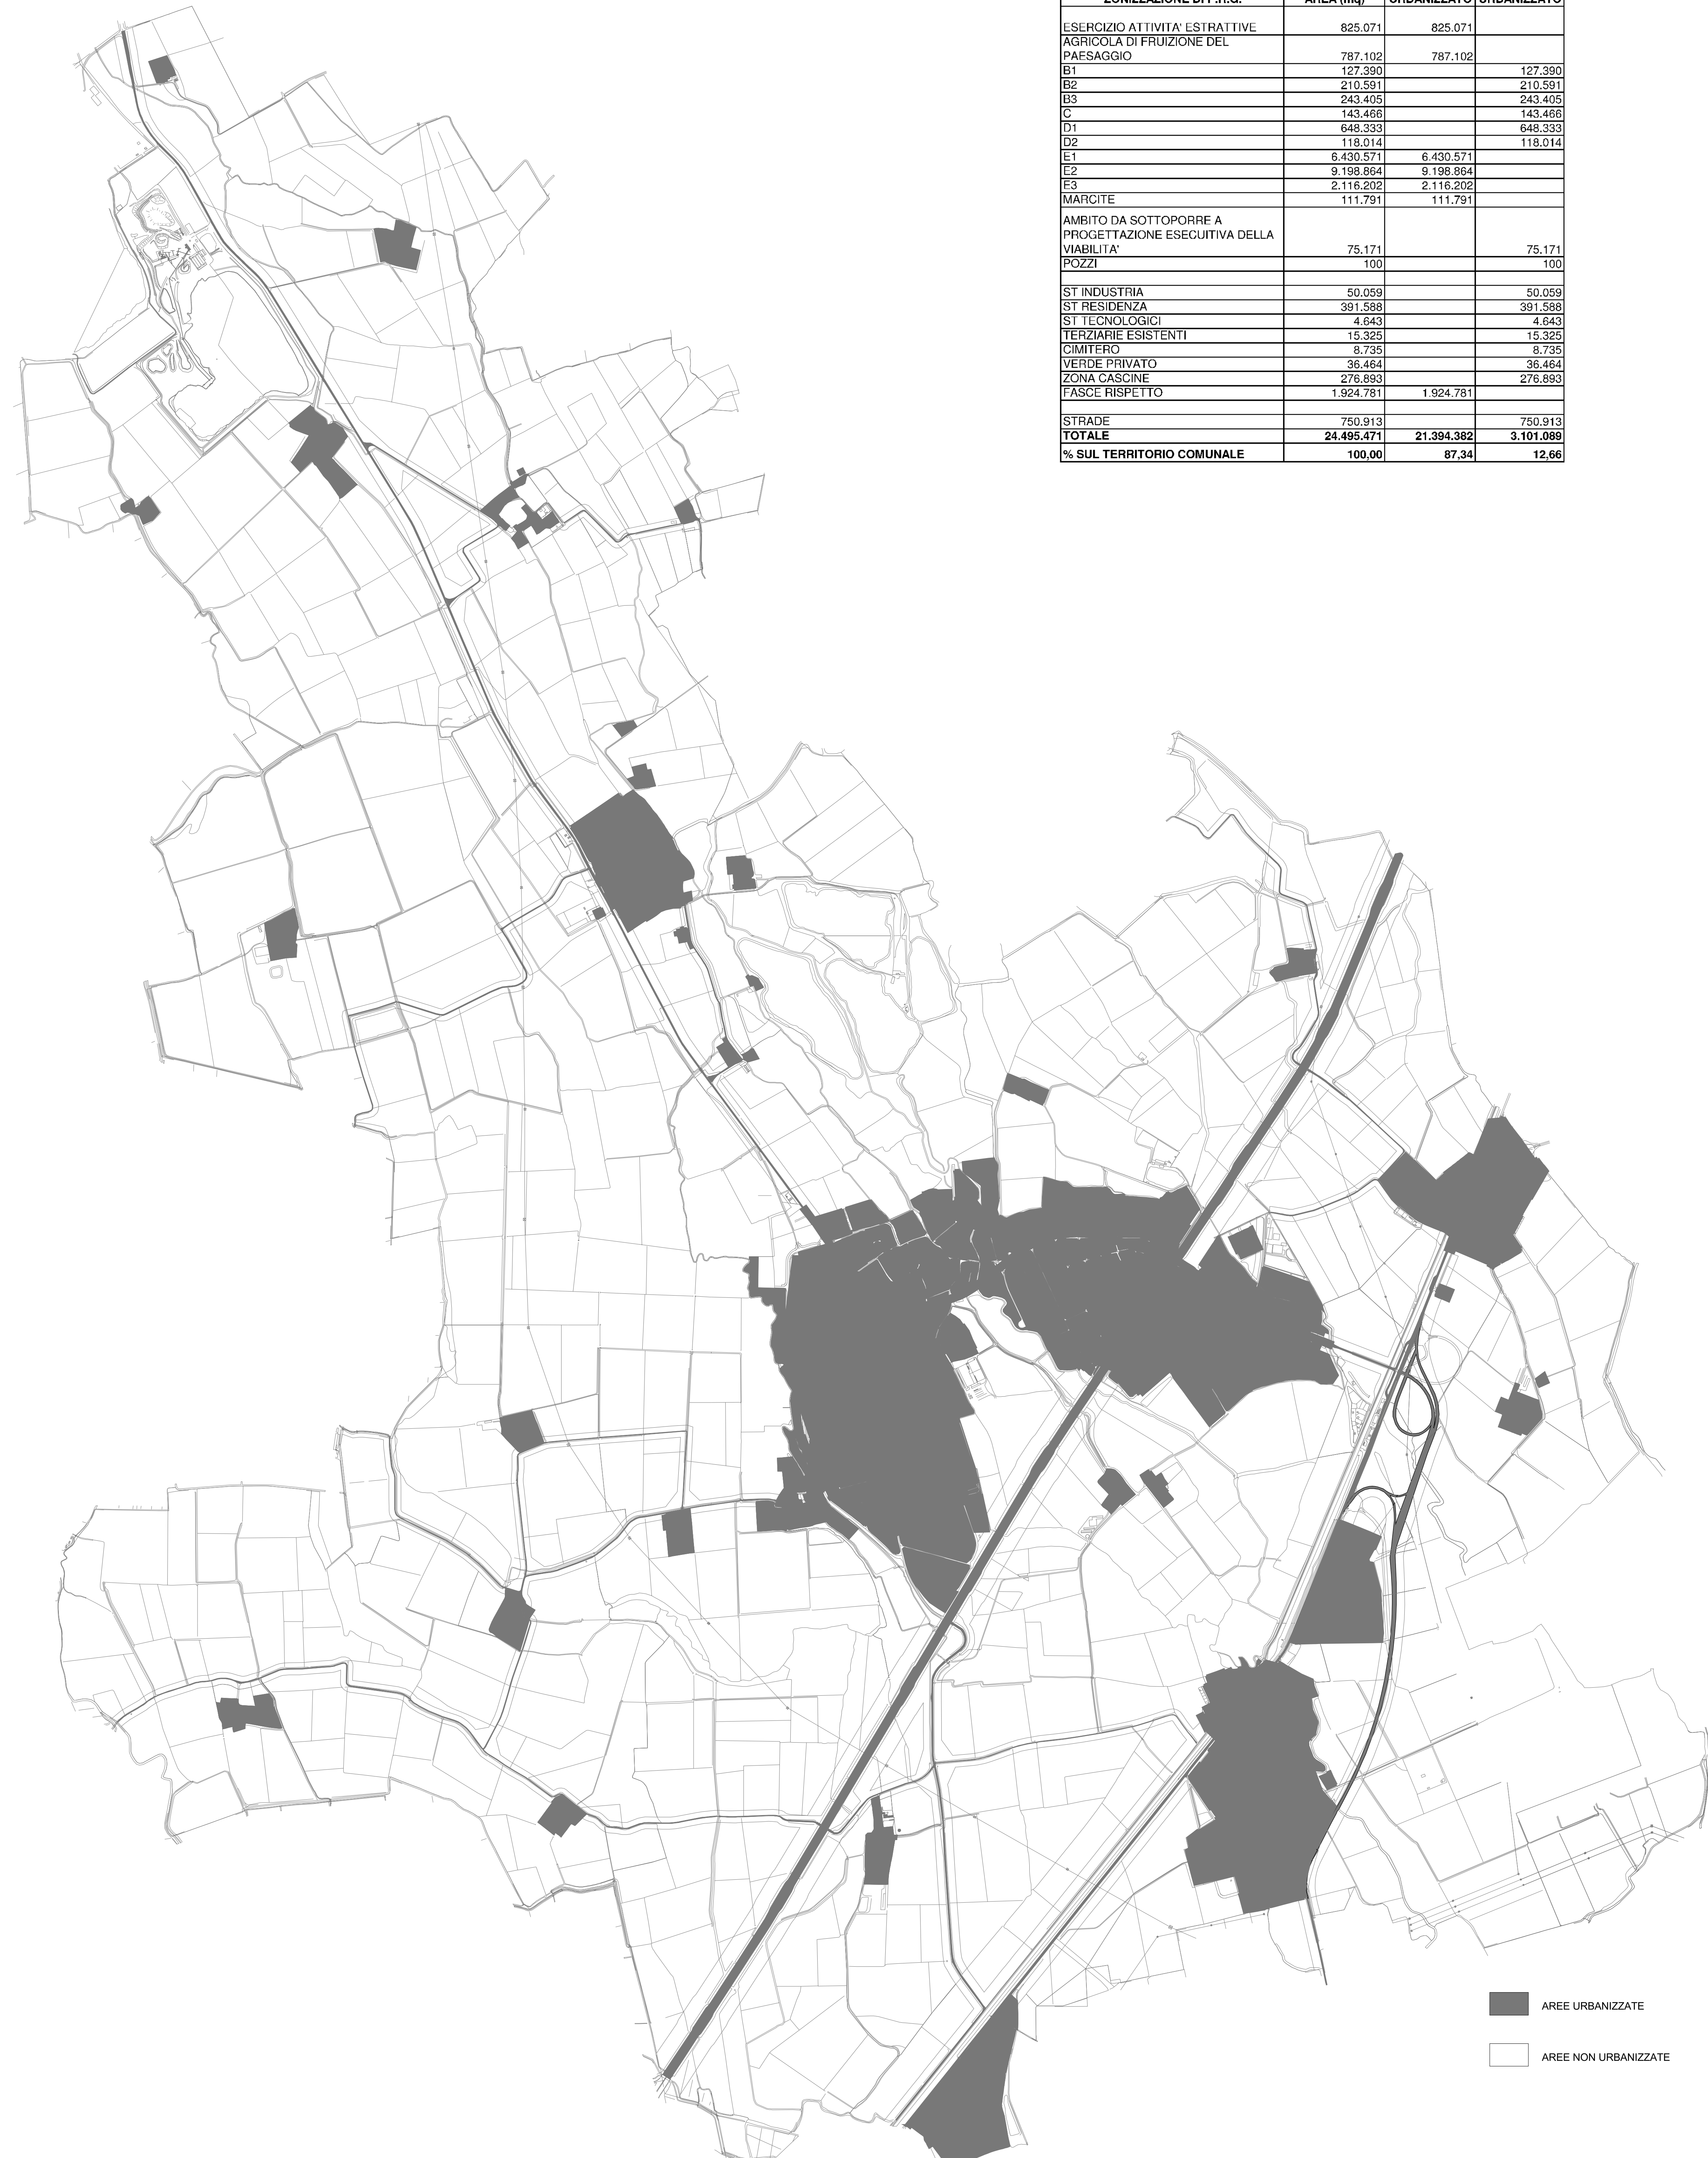 ZONIZZAZIONE DI P.R.G. AREA (mq) URBANIZZATO URBANIZZATO
ESERCIZIO ATTIVITA' ESTRATTIVE 825.071 825.071
AGRICOLA DI FRUIZIONE DEL
PAESAGGIO 787.102 787.102
B1 127.390 127.390
B2 210.591 210.591
B3 243.405 243.405
C 143.466 143.466
D1 648.333 648.333
D2 118.014 118.014
E1 6.430.571 6.430.571
E2 9.198.864 9.198.864
E3 2.116.202 2.116.202
MARCITE 111.791 111.791
AMBITO DA SOTTOPORRE A
PROGETTAZIONE ESECUITIVA DELLA
VIABILITA' 75.171 75.171
POZZI 100 100
ST INDUSTRIA 50.059 50.059
ST RESIDENZA 391.588 391.588
ST TECNOLOGICI 4.643 4.643
TERZIARIE ESISTENTI 15.325 15.325
CIMITERO 8.735 8.735
VERDE PRIVATO 36.464 36.464
ZONA CASCINE 276.893 276.893
FASCE RISPETTO 1.924.781 1.924.781
STRADE 750.913 750.913
TOTALE 24.495.471 21.394.382 3.101.089
% SUL TERRITORIO COMUNALE 100,00 87,34 12,66
AREE URBANIZZATE
AREE NON URBANIZZATE